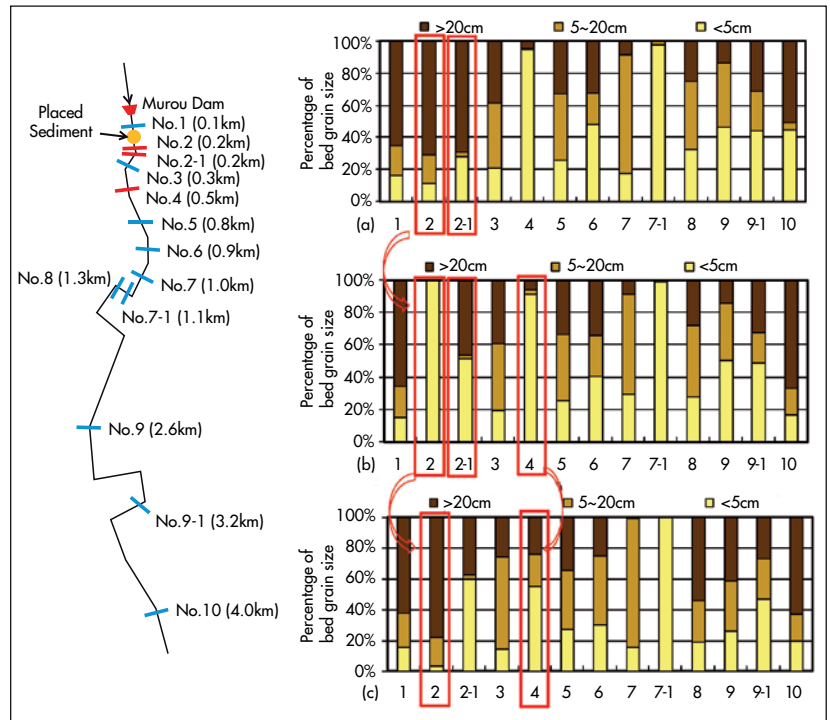 Murou Dam
Placed
Sediment
No.1 (0.1km)
No.2 (0.2km)
No.2-1 (0.2km)
No.3 (0.3km)
No.4 (0.5km)
No.5 (0.8km)
No.6 (0.9km)
No.8 (1.3km)
No.7 (1.0km)
No.7-1 (1.1km)
No.9 (2.6km)
No.9-1 (3.2km)
No.10 (4.0km)
>20cm 5~20cm <5cm
Percentage of
bed grain size
100%
80%
60%
40%
20%
0%
(a) 1 2 2-1 3 4 5 6 7 7-1 8 9 9-1 10
>20cm 5~20cm <5cm
Percentage of
bed grain size
100%
80%
60%
40%
20%
0%
(b) 1 2 2-1 3 4 5 6 7 7-1 8 9 9-1 10
>20cm 5~20cm <5cm
Percentage of
bed grain size
100%
80%
60%
40%
20%
0%
(c) 1 2 2-1 3 4 5 6 7 7-1 8 9 9-1 10